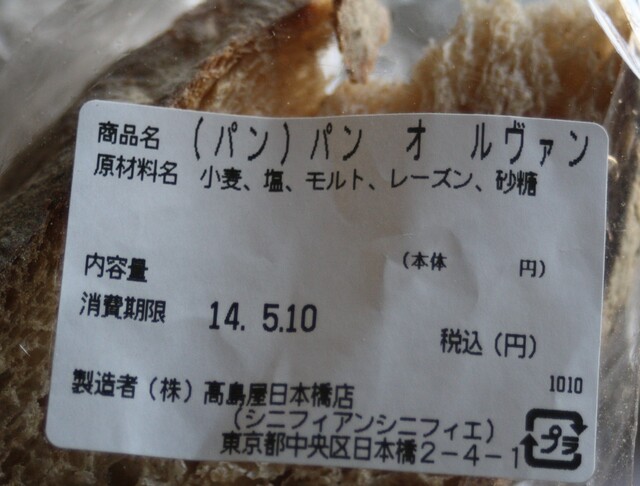 商品名 (パン)パン オ ルヴァン
原材料名 小麦、塩、モルト、レーズン、砂糖
内容量 (本体 円)
消費期限 14. 5.10
税込(円)
1010
製造者(株)高島屋日本橋店
(シニフィアンシニフィエ)
東京都中央区日本橋2-4-1
プラ